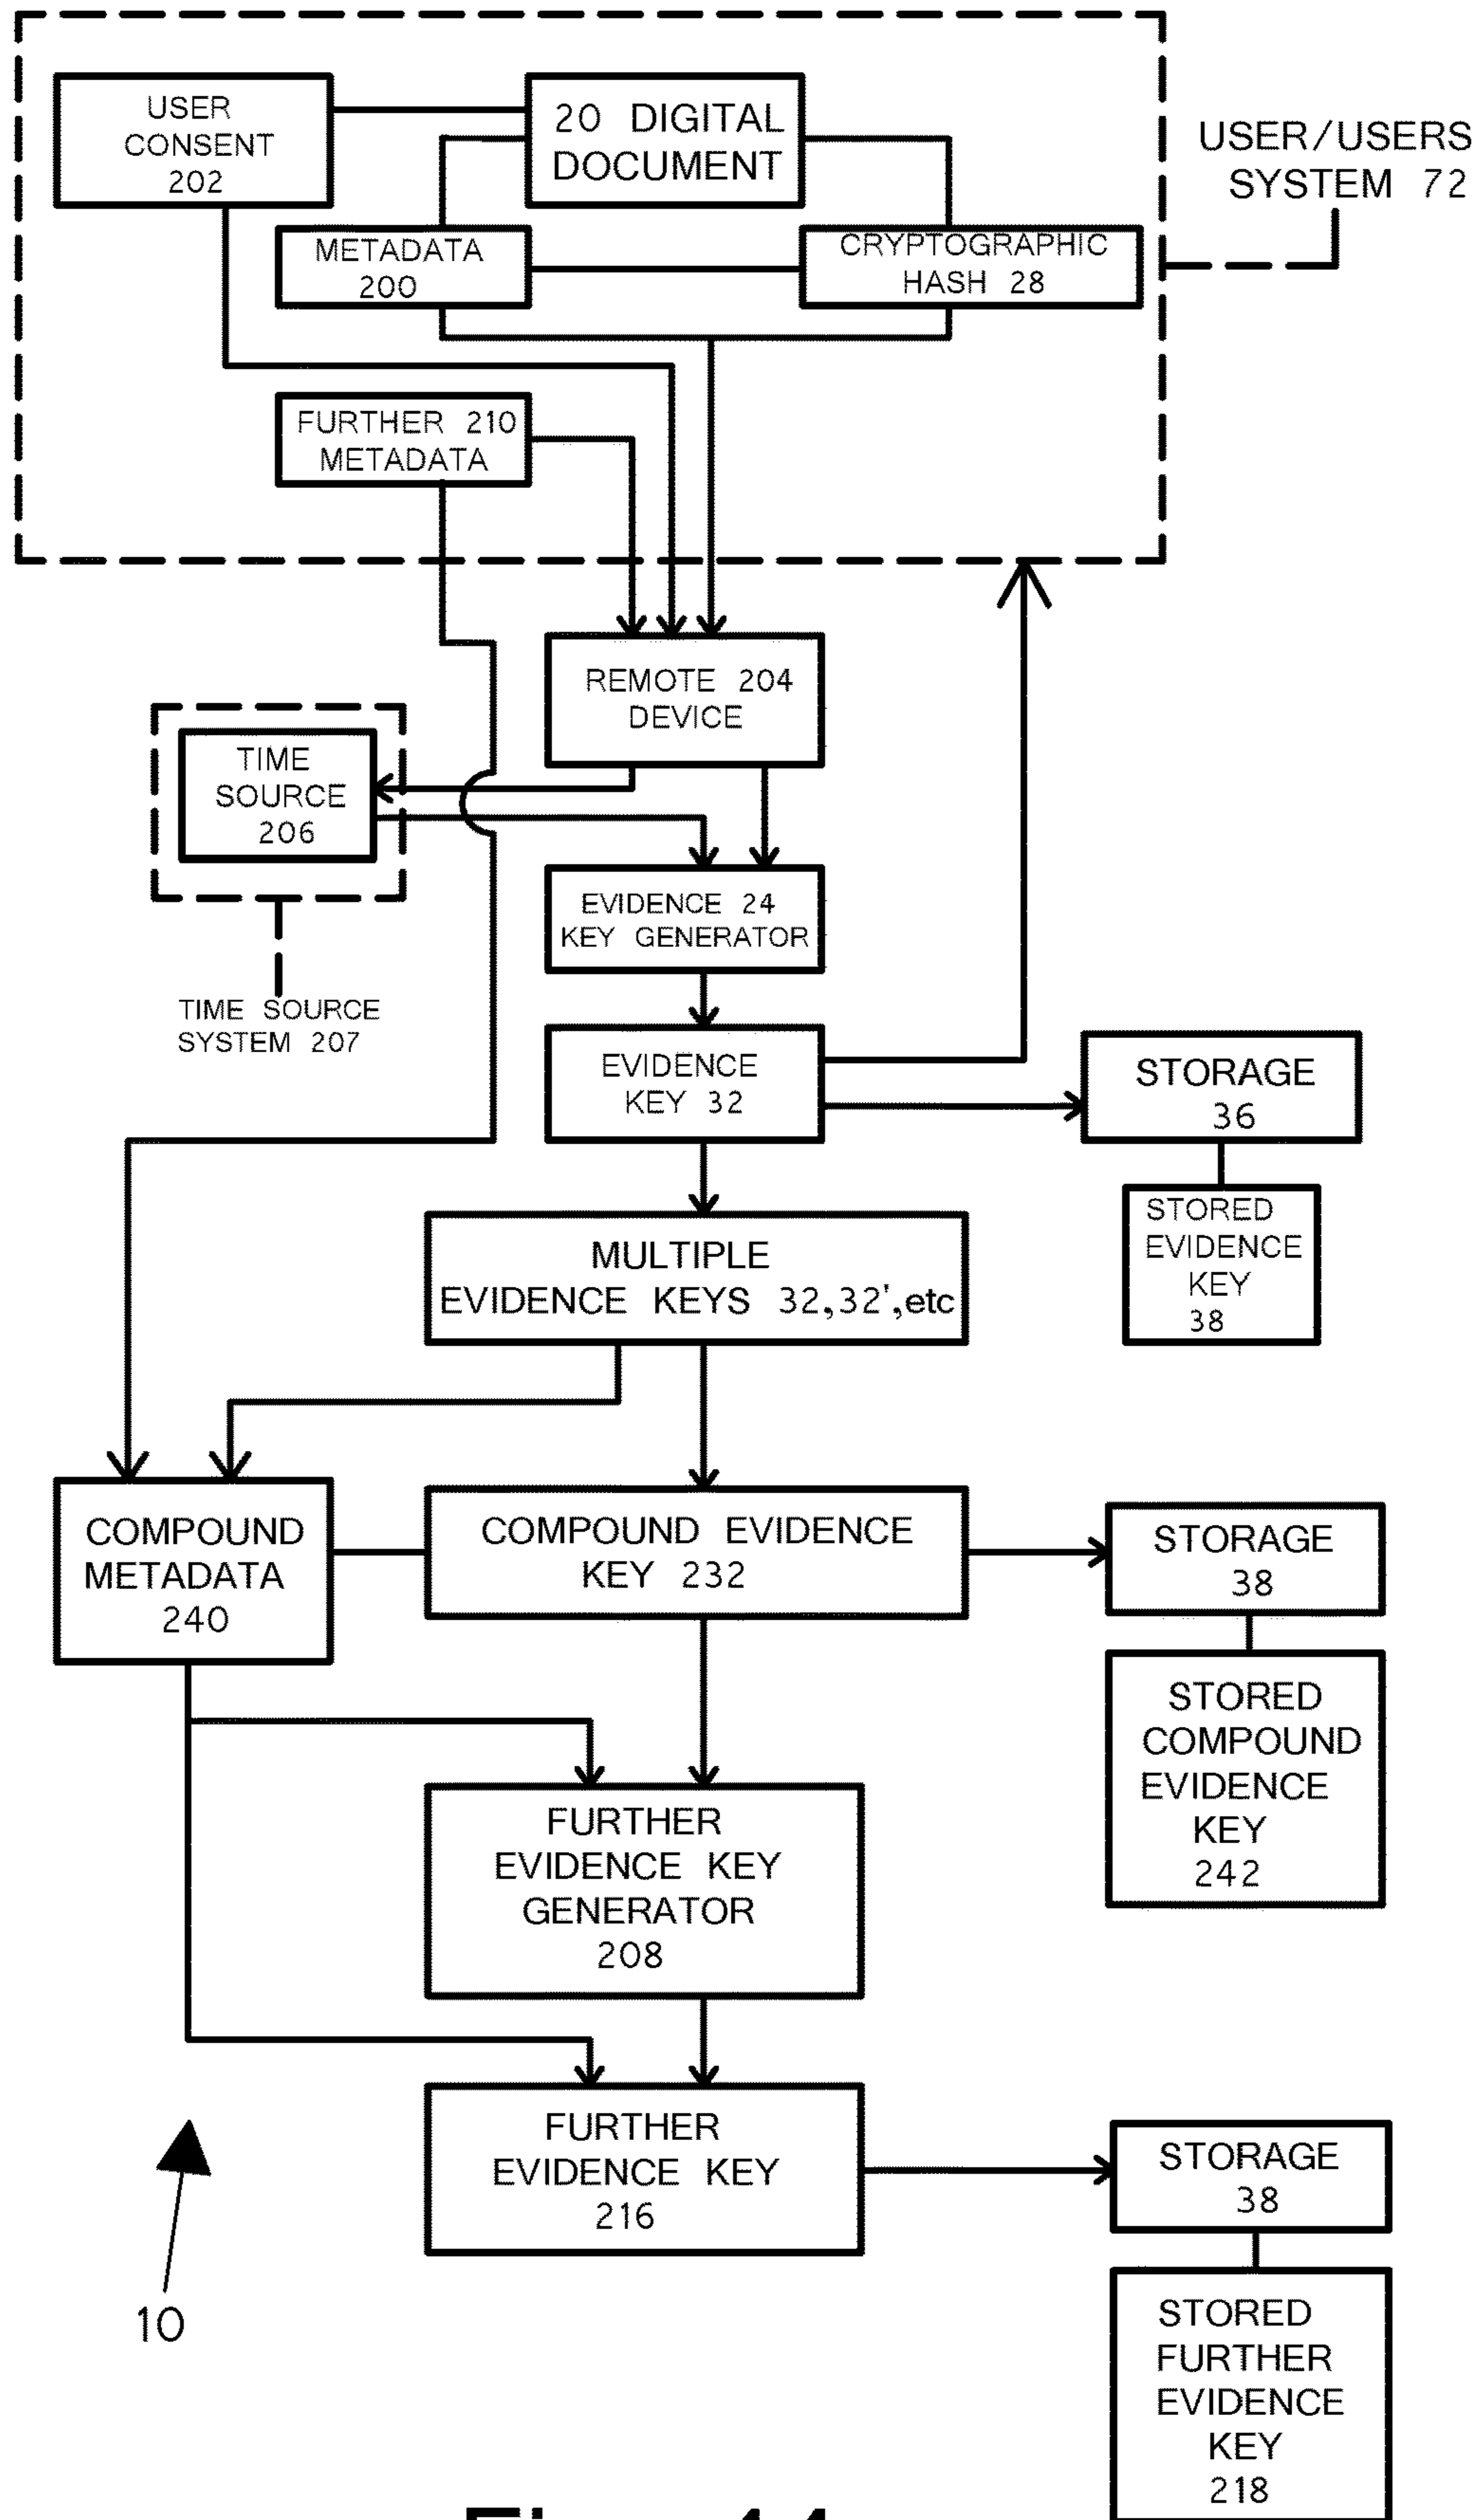 USER
CONSENT
202
20 DIGITAL
DOCUMENT
USER/USERS
SYSTEM 72
METADATA
200
CRYPTOGRAPHIC
HASH 28
FURTHER 210
METADATA
REMOTE 204
DEVICE
TIME
SOURCE
206
EVIDENCE 24
KEY GENERATOR
TIME SOURCE
SYSTEM 207
EVIDENCE
KEY 32
STORAGE
36
STORED
EVIDENCE
KEY
38
MULTIPLE
EVIDENCE KEYS 32,32',etc
COMPOUND
METADATA
240
COMPOUND EVIDENCE
KEY 232
STORAGE
38
STORED
COMPOUND
EVIDENCE
KEY
242
FURTHER
EVIDENCE KEY
GENERATOR
208
FURTHER
EVIDENCE KEY
216
STORAGE
38
10
STORED
FURTHER
EVIDENCE
KEY
218